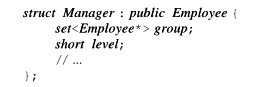 struct Manager : public Employee {
set<Employee*> group;
short level;
// ...
};